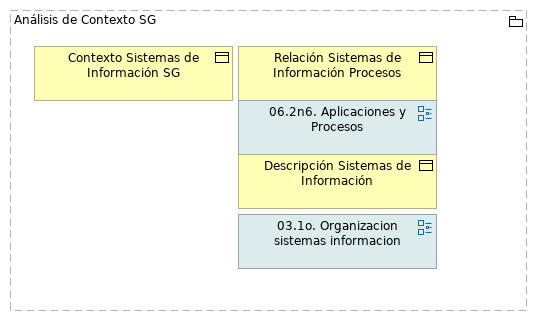 Análisis de Contexto SG
Contexto Sistemas de
Información SG
Relación Sistemas de
Información Procesos
06.2n6. Aplicaciones y
Procesos
Descripción Sistemas de
Información
03.1o. Organizacion
sistemas informacion